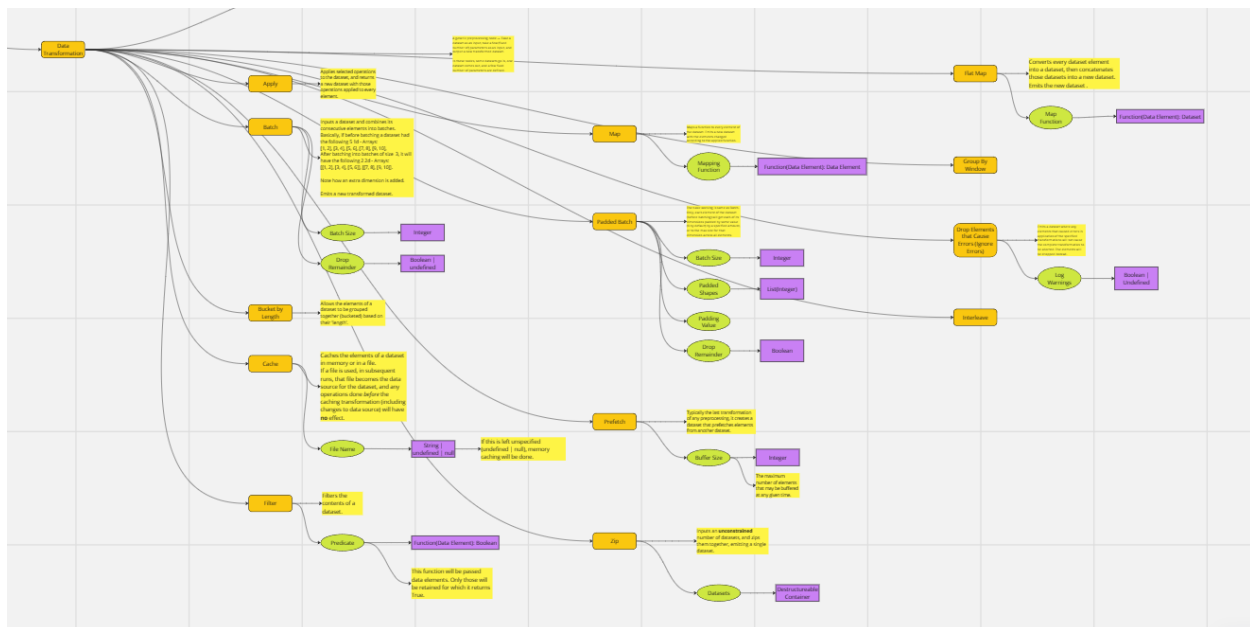 Data
Transformation
Apply
Applies selected operations
to the dataset, and returns
a new dataset with those
operations applied to every
element.
Batch
Inputs a dataset and combines its
consecutive elements into batches.
Basically, if before batching a dataset had
the following 5 1d - Arrays:
[[1, 2], [3, 4], [5, 6], [7, 8], [9, 10]],
After batching into batches of size 3, it will
have the following 2 2d - Arrays:
[[[1, 2], [3, 4], [5, 6]], [[7, 8], [9, 10]].
Note how an extra dimension is added.
Emits a new transformed dataset.
Batch Size
Integer
Drop
Remainder
Boolean |
undefined
Bucket by
Length
Allows the elements of a
dataset to be grouped
together (bucketed) based on
their "length".
Cache
Caches the elements of a dataset
in memory or in a file.
If a file is used, in subsequent
runs, that file becomes the data
source for the dataset, and any
operations done before the
caching transformation (including
changes to data source) will have
no effect.
File Name
String |
undefined | null
If this is left unspecified
(undefined | null), memory
caching will be done.
Filter
Filters the
contents of a
dataset.
Predicate
Function(Data Element): Boolean
This function will be passed
data elements. Only those will
be retained for which it returns
True.
Map
Mapping
Function
Function(Data Element): Data Element
Padded Batch
Batch Size
Integer
Padded
Shapes
List(Integer)
Padding
Value
Drop
Remainder
Boolean
Prefetch
Typically the last transformation
of any preprocessing, it creates a
dataset that prefetches elements
from another dataset.
Buffer Size
Integer
The maximum
number of elements
that may be buffered
at any given time.
Zip
Inputs an unconstrained
number of datasets, and zips
them together, emitting a single
dataset.
Datasets
Destructureable
Container
Flat Map
Converts every dataset element
into a dataset, then concatenates
those datasets into a new dataset.
Emits the new dataset .
Map
Function
Function(Data Element): Dataset
Group By
Window
Drop Elements
that Cause
Errors (Ignore
Errors)
Log
Warnings
Boolean |
Undefined
Interleave